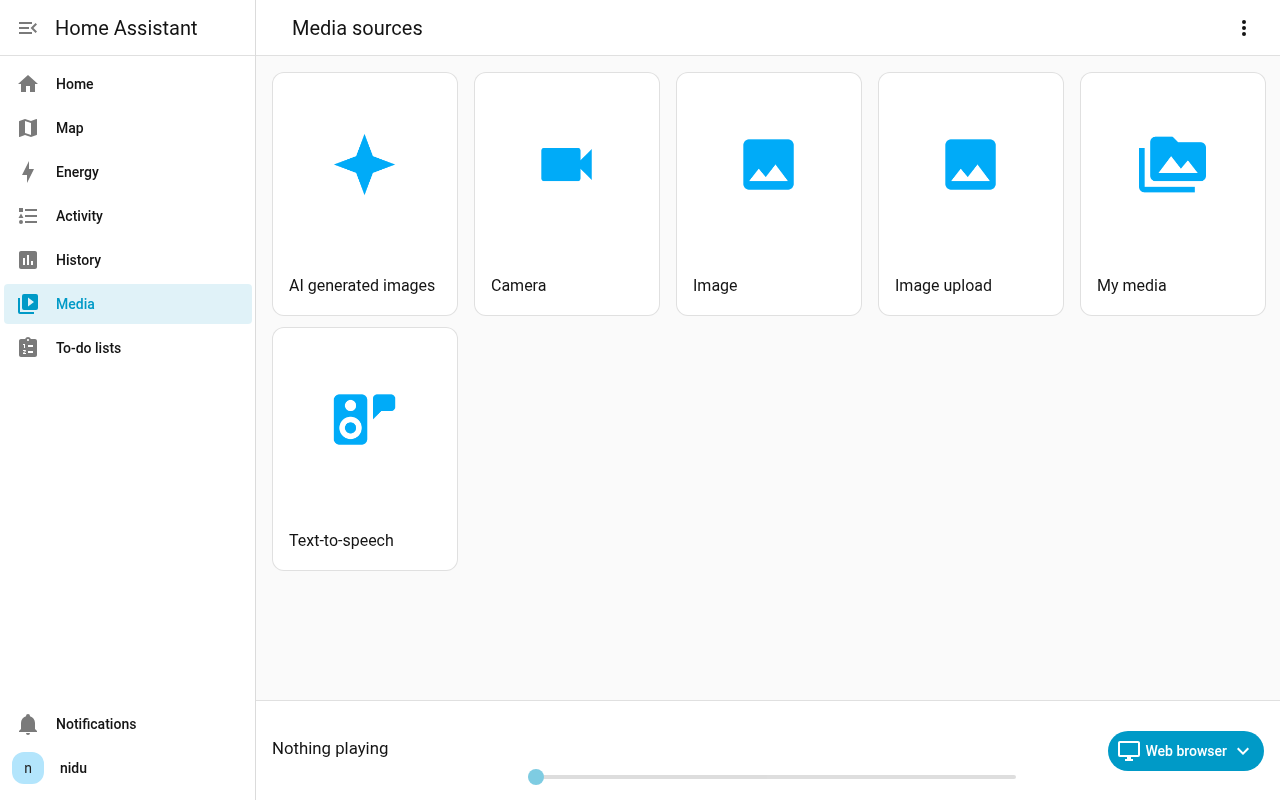 Home Assistant
Media sources
Home
Map
Energy
Activity
History
Media
To-do lists
AI generated images
Camera
Image
Image upload
My media
Text-to-speech
Notifications
n nidu
Nothing playing
Web browser